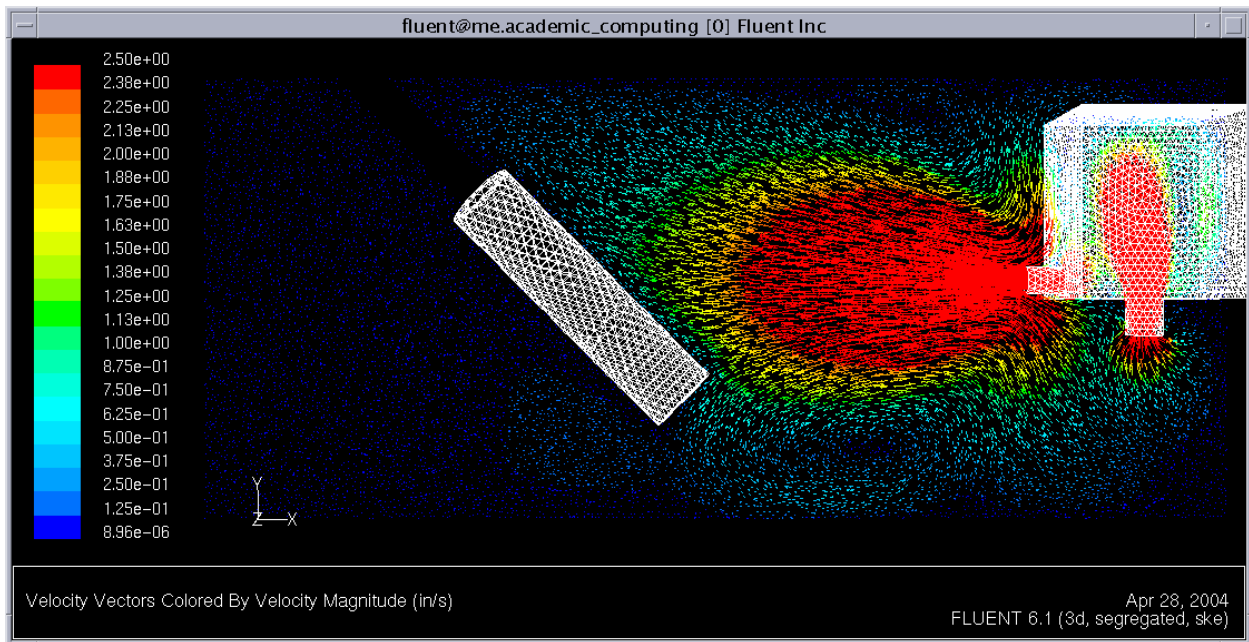 fluent@me.academic_computing [0] Fluent Inc
2.50e+00
2.38e+00
2.25e+00
2.13e+00
2.00e+00
1.88e+00
1.75e+00
1.63e+00
1.50e+00
1.38e+00
1.25e+00
1.13e+00
1.00e+00
8.75e-01
7.50e-01
6.25e-01
5.00e-01
3.75e-01
2.50e-01
1.25e-01
8.96e-06
Y
Z X
Velocity Vectors Colored By Velocity Magnitude (in/s)
Apr 28, 2004
FLUENT 6.1 (3d, segregated, ske)